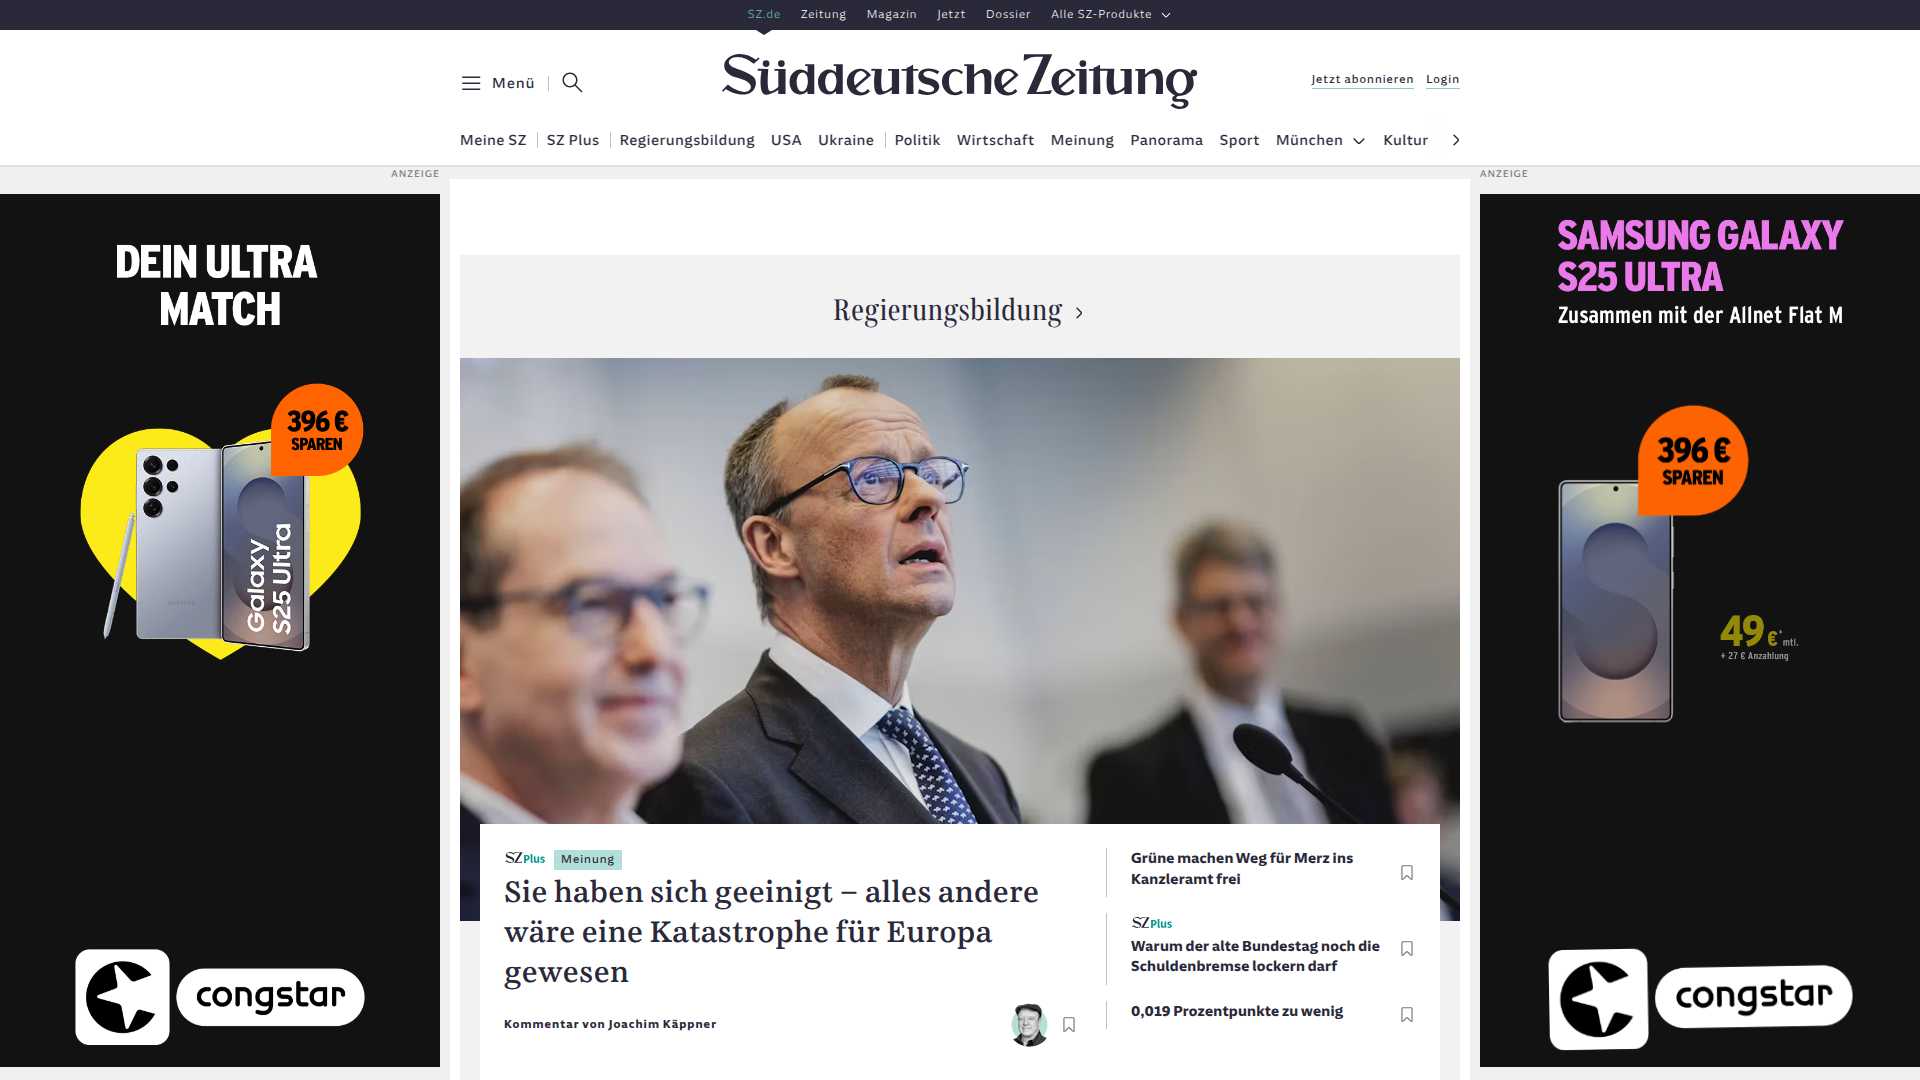 SZ.de Zeitung Magazin Jetzt Dossier Alle SZ-Produkte
Menü
Süddeutsche Zeitung
Jetzt abonnieren Login
Meine SZ SZ Plus Regierungsbildung USA Ukraine Politik Wirtschaft Meinung Panorama Sport München Kultur
ANZEIGE
DEIN ULTRA
MATCH
396 €
SPAREN
Galaxy
S25 Ultra
SAMSUNG
congstar
Regierungsbildung
SZ Plus Meinung
Sie haben sich geeinigt – alles andere
wäre eine Katastrophe für Europa
gewesen
Kommentar von Joachim Käppner
Grüne machen Weg für Merz ins
Kanzleramt frei
SZ Plus
Warum der alte Bundestag noch die
Schuldenbremse lockern darf
0,019 Prozentpunkte zu wenig
ANZEIGE
SAMSUNG GALAXY
S25 ULTRA
Zusammen mit der Allnet Flat M
396 €
SPAREN
49 €* mtl.
+ 27 € Anzahlung
congstar